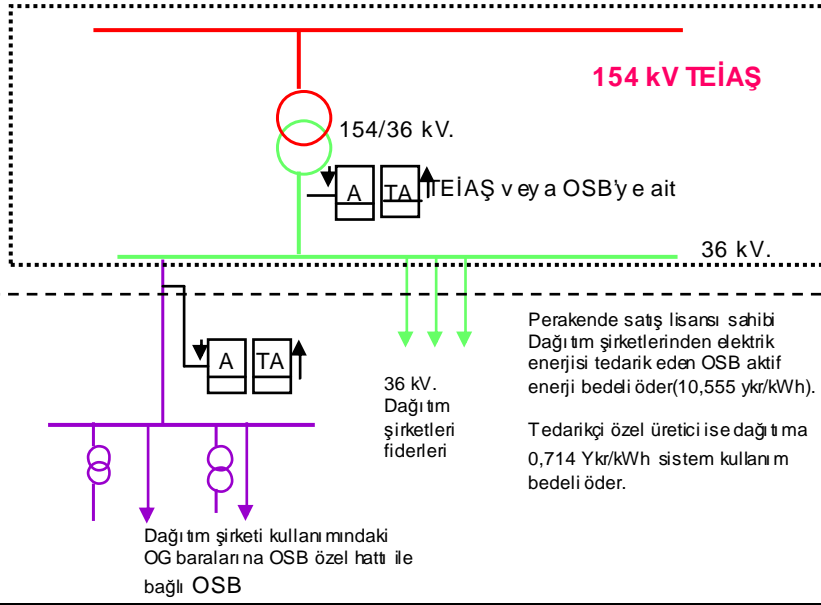 154 kV TEİAŞ
154/36 kV.
A TA TEİAŞ veya OSB'ye ait
36 kV.
A TA
Perakende satış lisansı sahibi
Dağıtım şirketlerinden elektrik
enerjisi tedarik eden OSB aktif
enerji bedeli öder(10,555 ykr/kWh).
36 kV.
Dağıtım
şirketleri
fiderleri
Tedarikçi özel üretici ise dağıtıma
0,714 Ykr/kWh sistem kullanım
bedeli öder.
Dağıtım şirketi kullanımındaki
OG baralarına OSB özel hattı ile
bağlı OSB